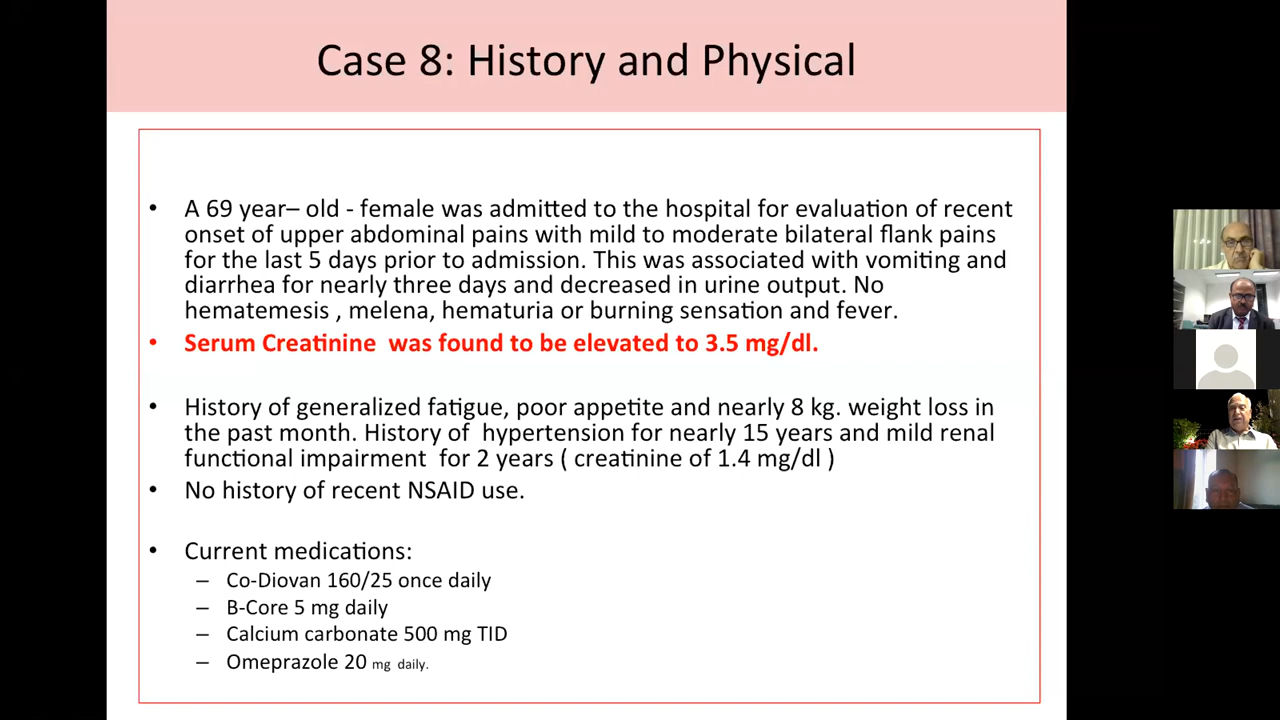 Case 8: History and Physical
• A 69 year– old - female was admitted to the hospital for evaluation of recent
onset of upper abdominal pains with mild to moderate bilateral flank pains
for the last 5 days prior to admission. This was associated with vomiting and
diarrhea for nearly three days and decreased in urine output. No
hematemesis , melena, hematuria or burning sensation and fever.
• Serum Creatinine was found to be elevated to 3.5 mg/dl.
• History of generalized fatigue, poor appetite and nearly 8 kg. weight loss in
the past month. History of hypertension for nearly 15 years and mild renal
functional impairment for 2 years ( creatinine of 1.4 mg/dl )
• No history of recent NSAID use.
• Current medications:
– Co-Diovan 160/25 once daily
– B-Core 5 mg daily
– Calcium carbonate 500 mg TID
– Omeprazole 20 mg daily.